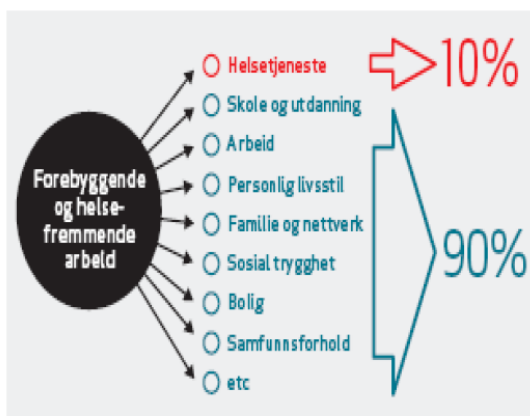 Forebyggende
og helse-
fremmende
arbeid
Helsetjeneste
10%
Skole og utdanning
Arbeid
Personlig livsstil
Familie og nettverk
Sosial trygghet
Bolig
Samfunnsforhold
etc
90%